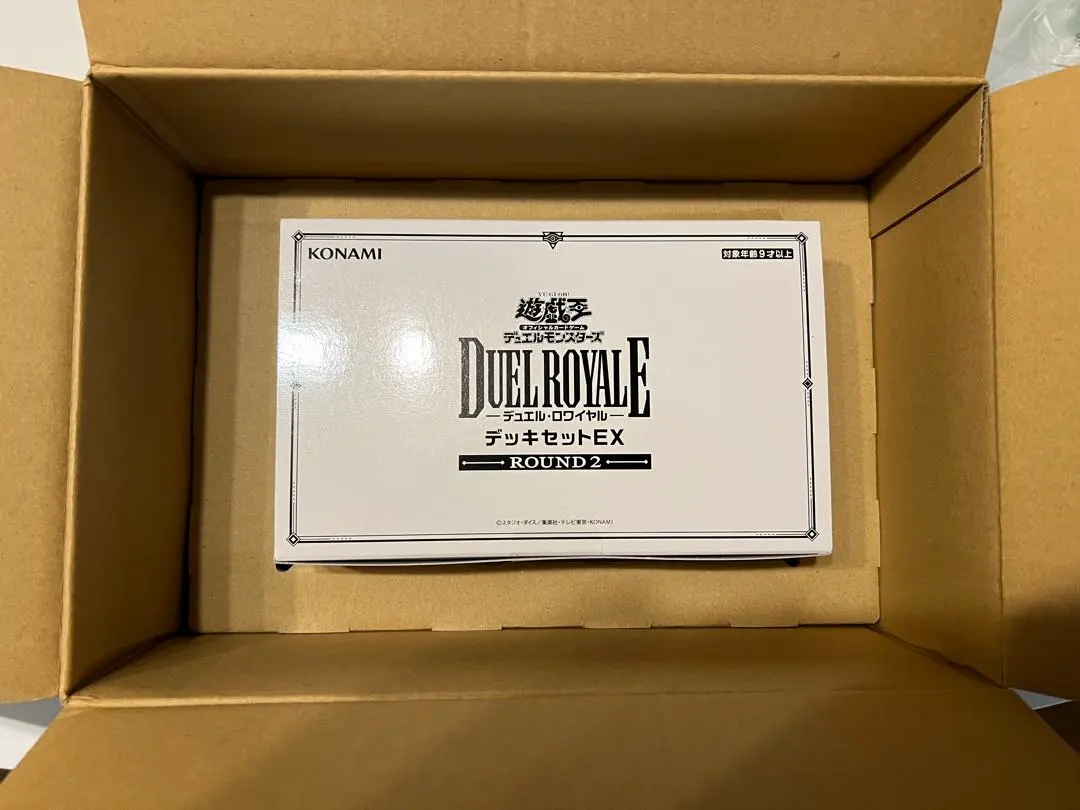 KONAMI
対象年齢9才以上
YU-GI-OH!
遊戯王
オフィシャルカードゲーム
デュエルモンスターズ
DUEL ROYALE
デュエル・ロワイヤル
デッキセットEX
ROUND 2
©スタジオ・ダイス/集英社・テレビ東京・KONAMI